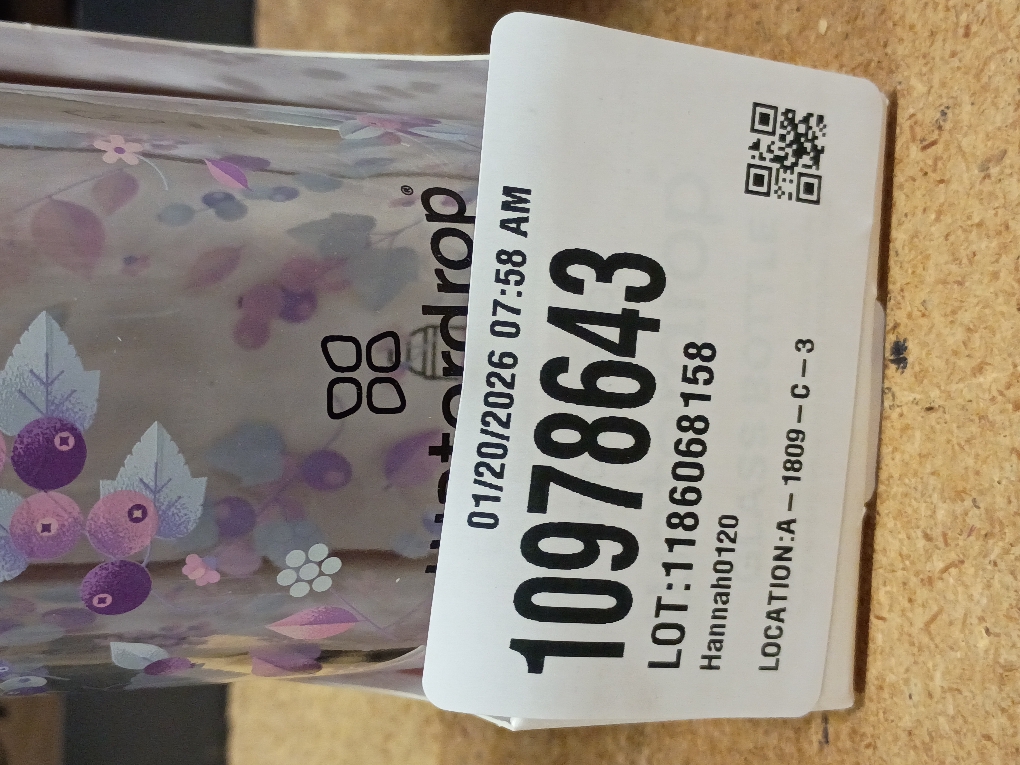 waterdrop®
01/20/2026 07:58 AM
10978643
LOT:1186068158
Hannah0120
LOCATION:A-1809-C-3